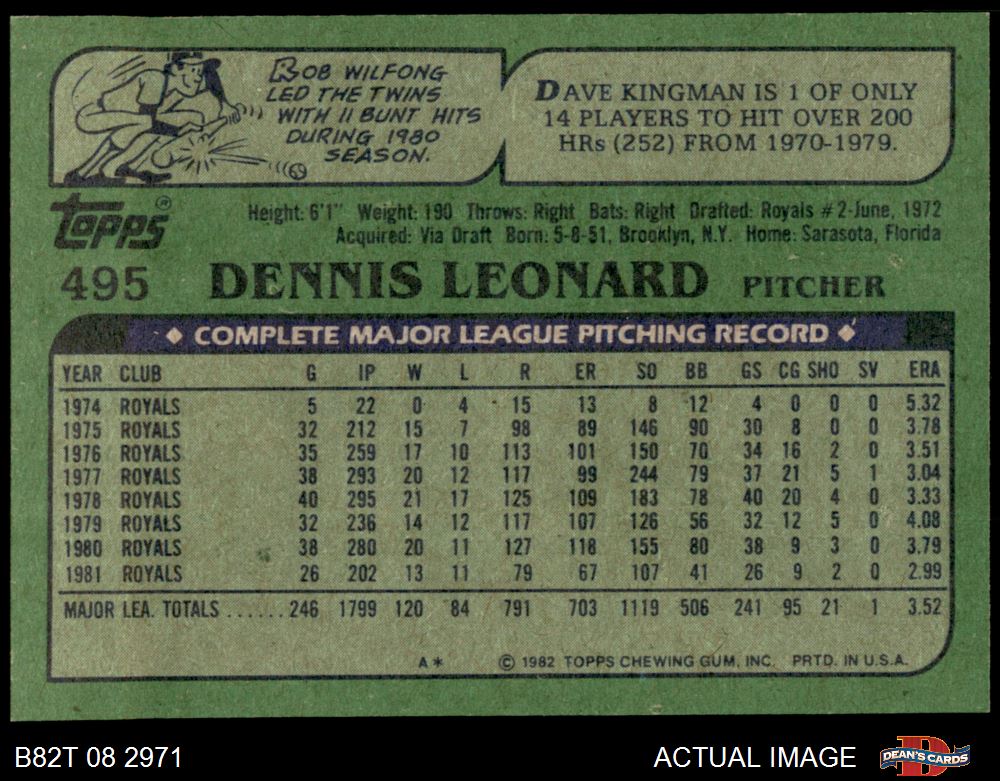 ROB WILFONG
LED THE TWINS
WITH 11 BUNT HITS
DURING 1980
SEASON.
DAVE KINGMAN IS 1 OF ONLY
14 PLAYERS TO HIT OVER 200
HRs (252) FROM 1970-1979.
TOPPS ®
Height: 6'1" Weight: 190 Throws: Right Bats: Right Drafted: Royals #2-June, 1972
Acquired: Via Draft Born: 5-8-51, Brooklyn, N.Y. Home: Sarasota, Florida
495 DENNIS LEONARD PITCHER
◆ COMPLETE MAJOR LEAGUE PITCHING RECORD ◆
YEAR CLUB G IP W L R ER SO BB GS CG SHO SV ERA
1974 ROYALS 5 22 0 4 15 13 8 12 4 0 0 0 5.32
1975 ROYALS 32 212 15 7 98 89 146 90 30 8 0 0 3.78
1976 ROYALS 35 259 17 10 113 101 150 70 34 16 2 0 3.51
1977 ROYALS 38 293 20 12 117 99 244 79 37 21 5 1 3.04
1978 ROYALS 40 295 21 17 125 109 183 78 40 20 4 0 3.33
1979 ROYALS 32 236 14 12 117 107 126 56 32 12 5 0 4.08
1980 ROYALS 38 280 20 11 127 118 155 80 38 9 3 0 3.79
1981 ROYALS 26 202 13 11 79 67 107 41 26 9 2 0 2.99
MAJOR LEA. TOTALS ...... 246 1799 120 84 791 703 1119 506 241 95 21 1 3.52
A* © 1982 TOPPS CHEWING GUM, INC. PRTD. IN U.S.A.
B82T 08 2971 ACTUAL IMAGE D DEAN'S CARDS